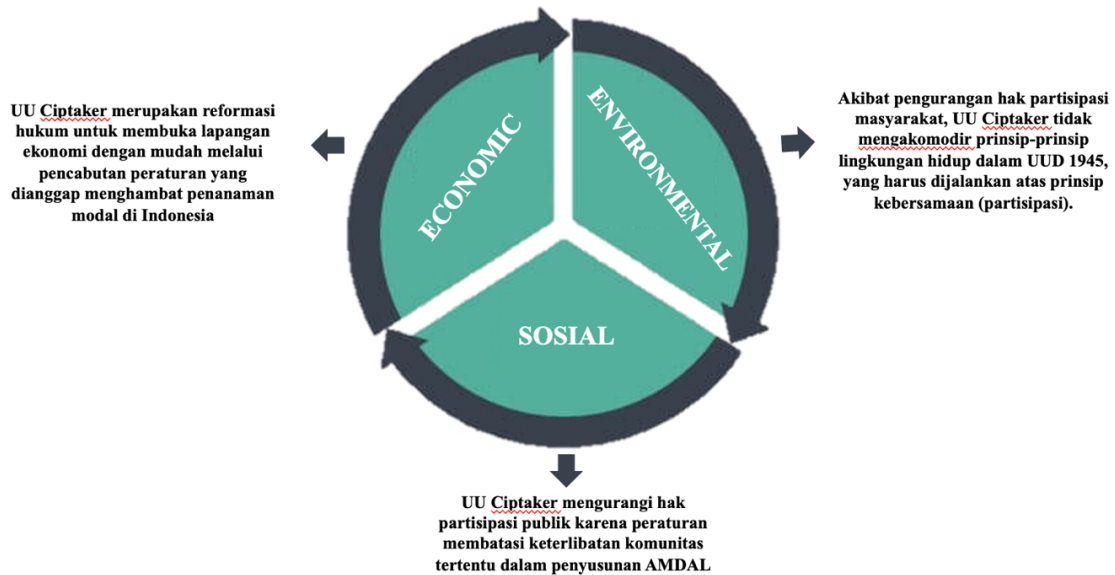 UU Ciptaker merupakan reformasi
hukum untuk membuka lapangan
ekonomi dengan mudah melalui
pencabutan peraturan yang
dianggap menghambat penanaman
modal di Indonesia
ECONOMIC
ENVIRONMENTAL
Akibat pengurangan hak partisipasi
masyarakat, UU Ciptaker tidak
mengakomodir prinsip-prinsip
lingkungan hidup dalam UUD 1945,
yang harus dijalankan atas prinsip
kebersamaan (partisipasi).
SOSIAL
UU Ciptaker mengurangi hak
partisipasi publik karena peraturan
membatasi keterlibatan komunitas
tertentu dalam penyusunan AMDAL